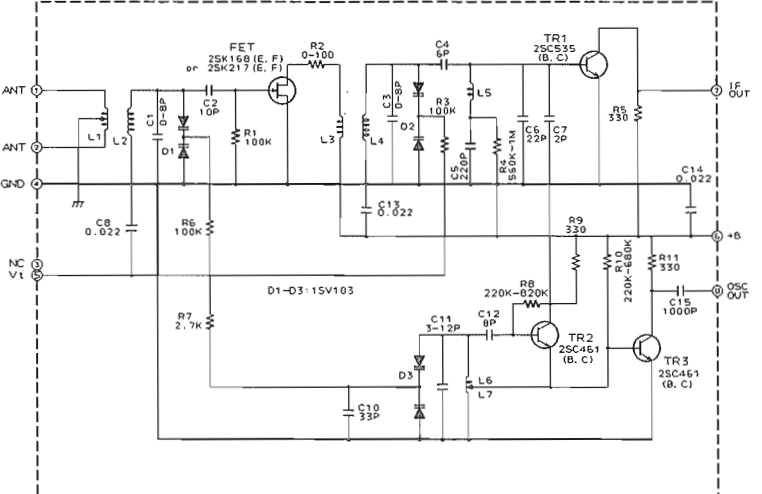 FET
2SK168(E, F)
or 2SK217(E, F)
R2
0-100
C4
6P
TR1
2SC535
(B, C)
ANT 1
C2
10P
L1
L2
C1
0-8P
D1
R1
100K
L3
L4
C3
0-8P
D2
R3
100K
L5
C5
220P
R4
560K-1M
C6
22P
C7
2P
R5
330
7 IF
OUT
ANT 2
GND 4
C14
0.022
C8
0.022
R6
100K
C13
0.022
R9
330
R10
220K-680K
R11
330
6 +B
NC 3
Vt 5
D1-D3:1SV103
R8
220K-820K
OSC
OUT
C15
1000P
R7
2.7K
C11
3-12P
C12
8P
TR2
2SC461
(B, C)
TR3
2SC461
(B, C)
D3
L6
L7
C10
33P